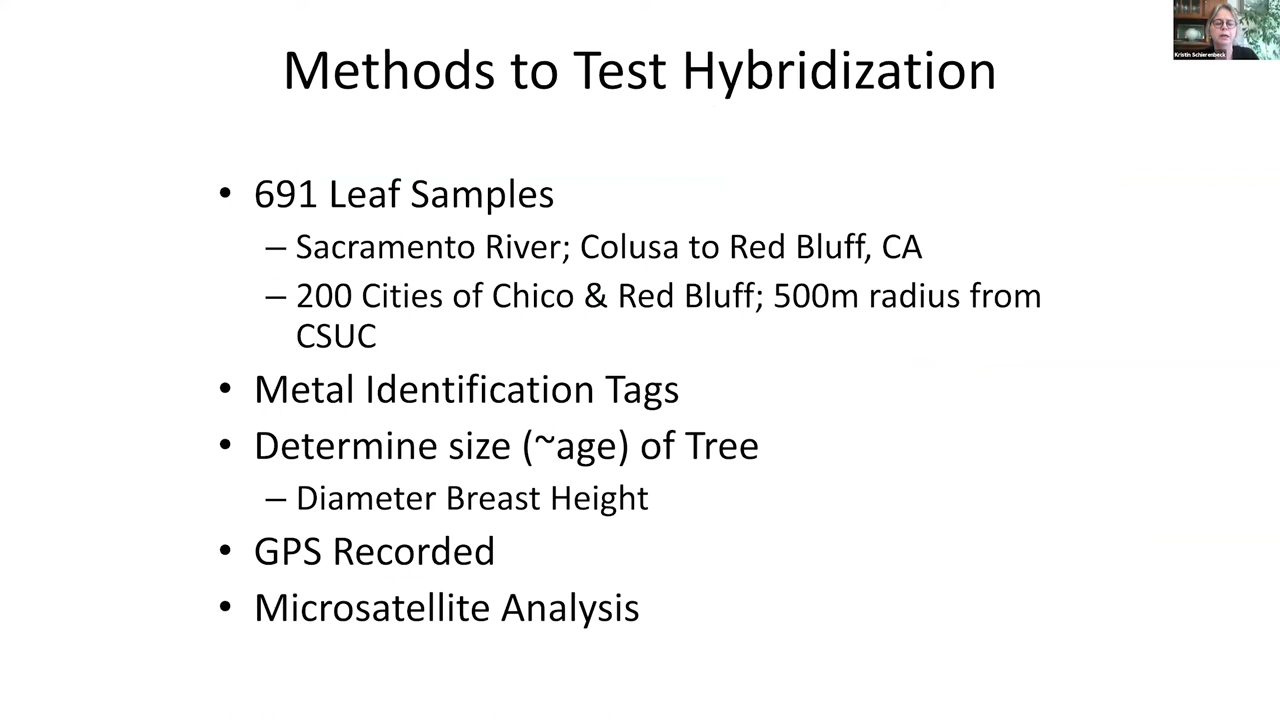 Kristin Schierenbeck
Methods to Test Hybridization
• 691 Leaf Samples
– Sacramento River; Colusa to Red Bluff, CA
– 200 Cities of Chico & Red Bluff; 500m radius from
CSUC
• Metal Identification Tags
• Determine size (~age) of Tree
– Diameter Breast Height
• GPS Recorded
• Microsatellite Analysis